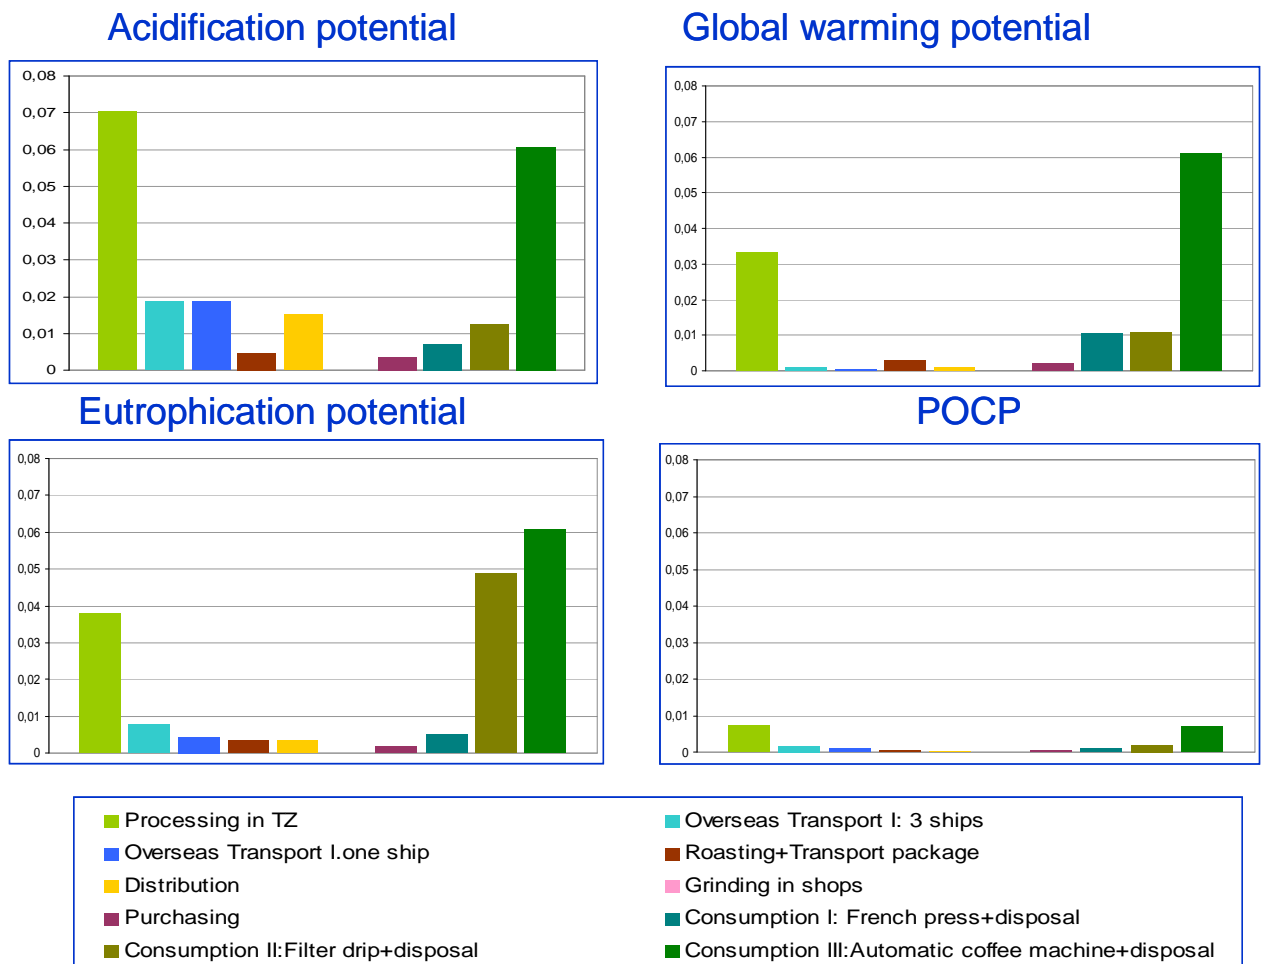 Acidification potential
Global warming potential
0,08
0,07
0,06
0,05
0,04
0,03
0,02
0,01
0
0,08
0,07
0,06
0,05
0,04
0,03
0,02
0,01
0
Eutrophication potential
POCP
0,08
0,07
0,06
0,05
0,04
0,03
0,02
0,01
0
0,08
0,07
0,06
0,05
0,04
0,03
0,02
0,01
0
Processing in TZ
Overseas Transport I: 3 ships
Overseas Transport I.one ship
Roasting+Transport package
Distribution
Grinding in shops
Purchasing
Consumption I: French press+disposal
Consumption II:Filter drip+disposal
Consumption III:Automatic coffee machine+disposal